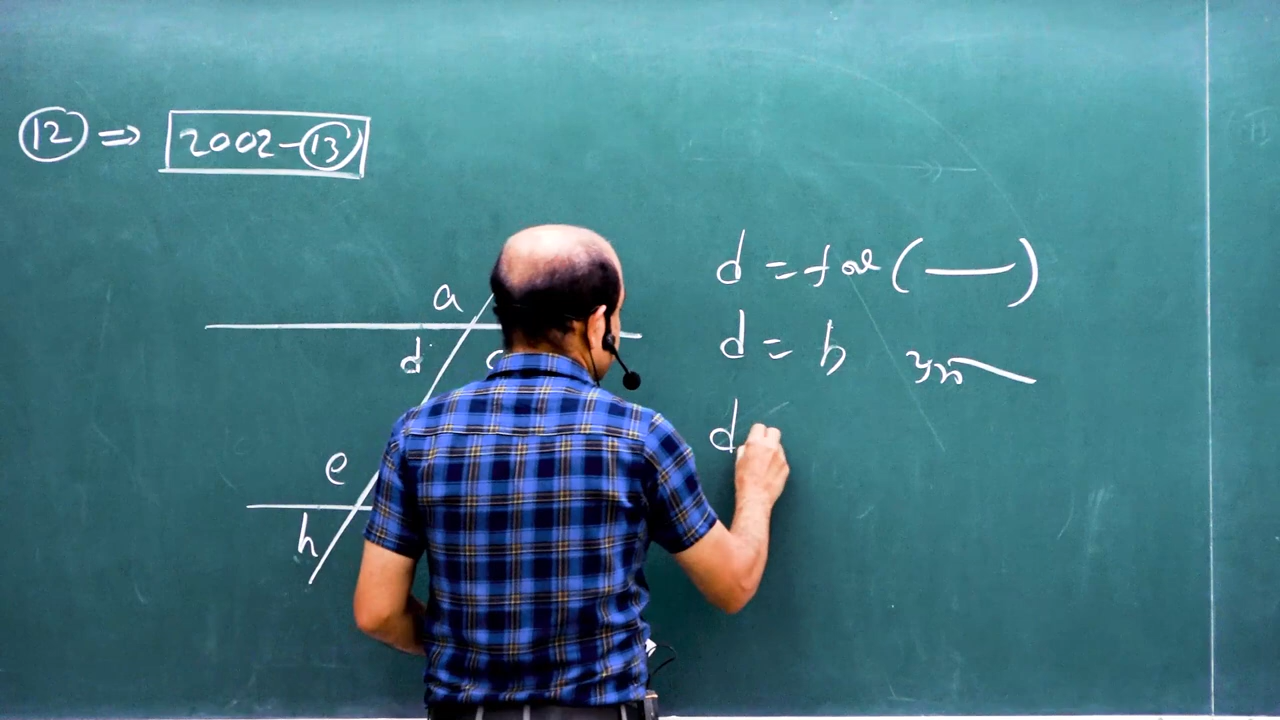 12 ⇒ 2002-13
a
d = (—)
d
d = b
e
d
h